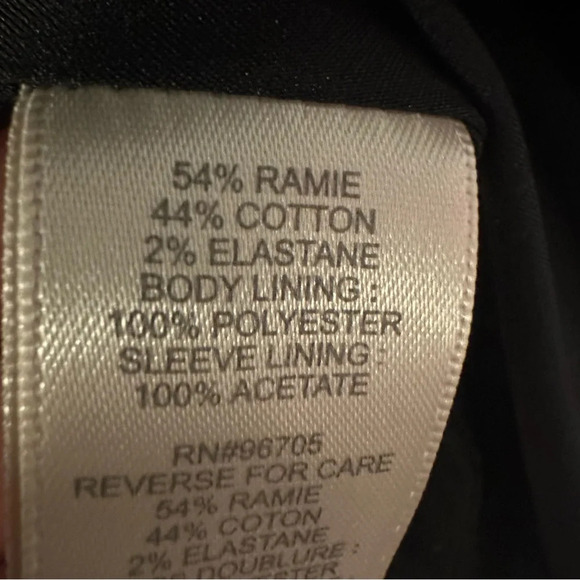 54% RAMIE
44% COTTON
2% ELASTANE
BODY LINING :
100% POLYESTER
SLEEVE LINING :
100% ACETATE
RN#96705
REVERSE FOR CARE
54% RAMIE
44% COTON
2% ELASTANE
DOUBLURE :